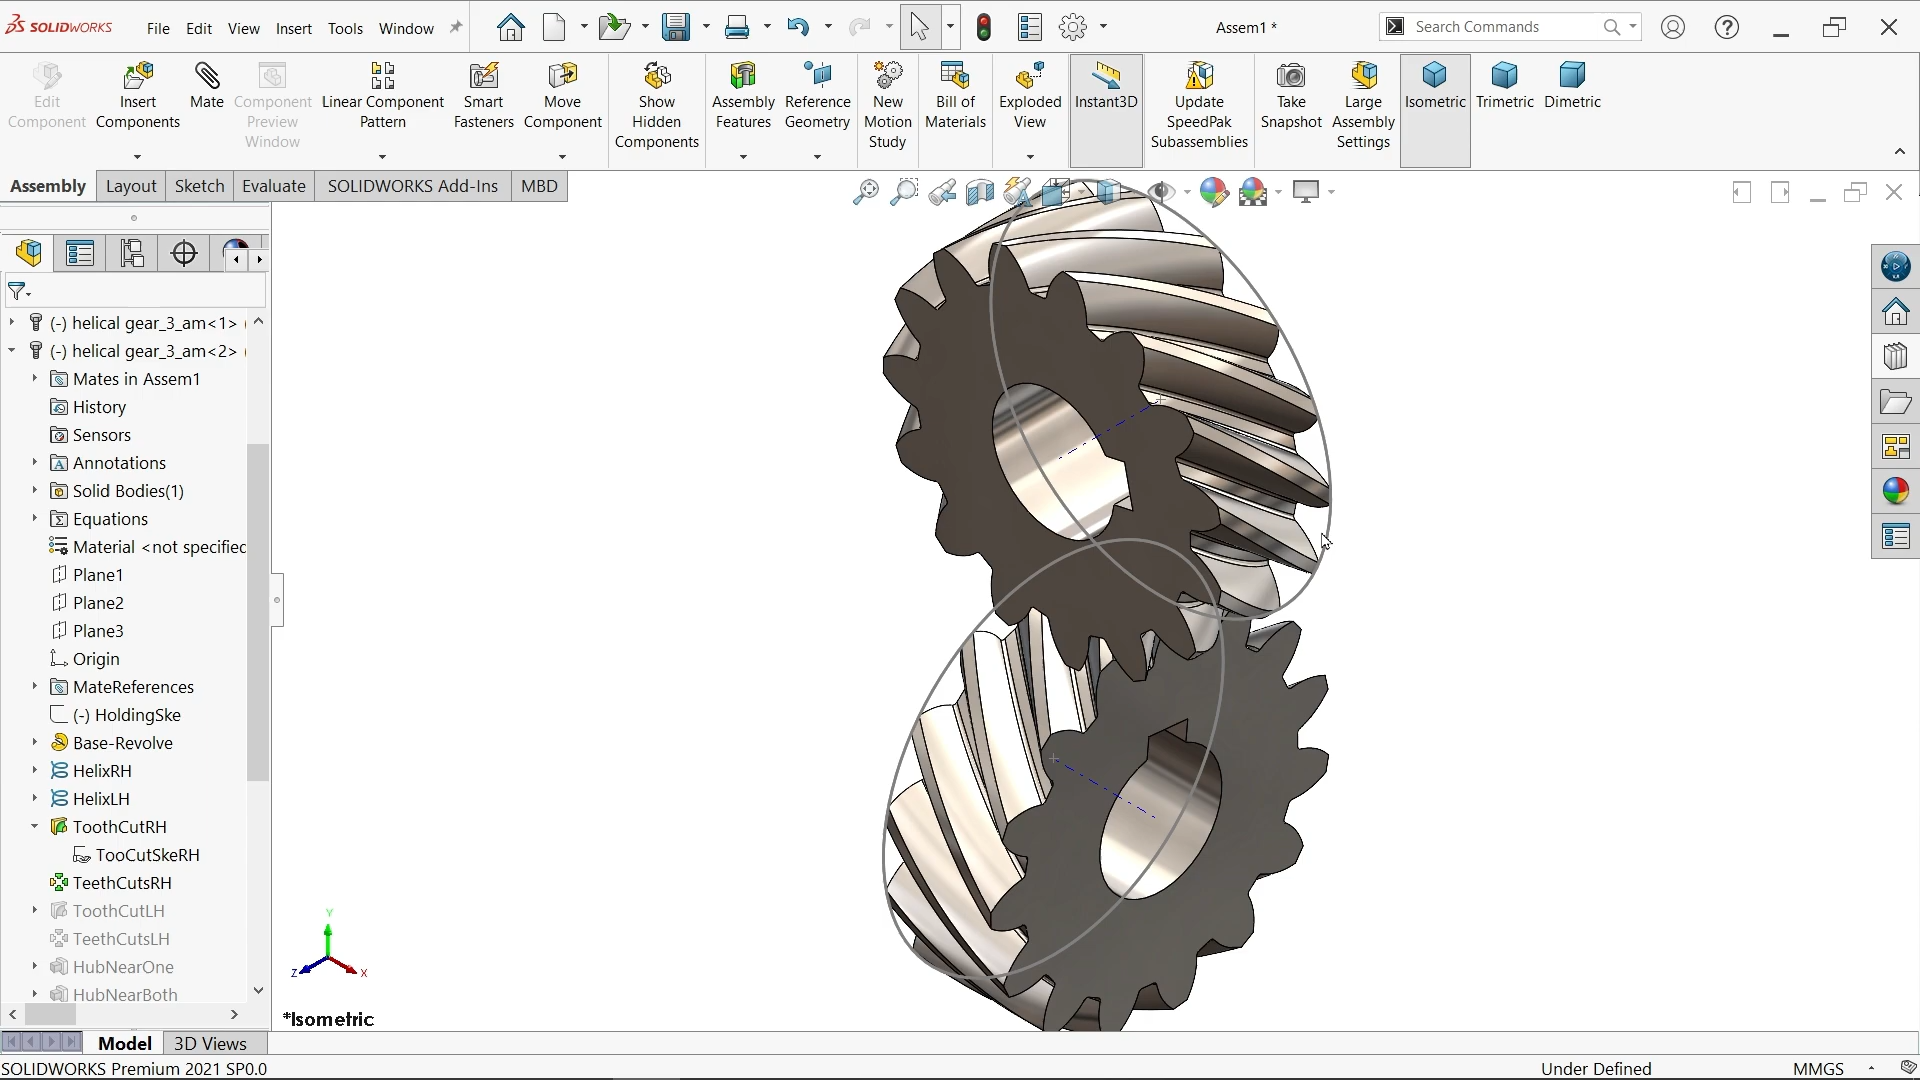 SOLIDWORKS
File Edit View Insert Tools Window
Assem1 *
Search Commands
Edit Component
Insert Components
Mate
Component Preview Window
Linear Component Pattern
Smart Fasteners
Move Component
Show Hidden Components
Assembly Features
Reference Geometry
New Motion Study
Bill of Materials
Exploded View
Instant3D
Update SpeedPak Subassemblies
Take Snapshot
Large Assembly Settings
Isometric
Trimetric
Dimetric
Assembly Layout Sketch Evaluate SOLIDWORKS Add-Ins MBD
(-) helical gear_3_am<1> (
(-) helical gear_3_am<2> (
Mates in Assem1
History
Sensors
Annotations
Solid Bodies(1)
Equations
Material <not specified
Plane1
Plane2
Plane3
Origin
MateReferences
(-) HoldingSke
Base-Revolve
HelixRH
HelixLH
ToothCutRH
TooCutSkeRH
TeethCutsRH
ToothCutLH
TeethCutsLH
HubNearOne
HubNearBoth
Y
Z X
*Isometric
Model 3D Views
SOLIDWORKS Premium 2021 SP0.0
Under Defined
MMGS